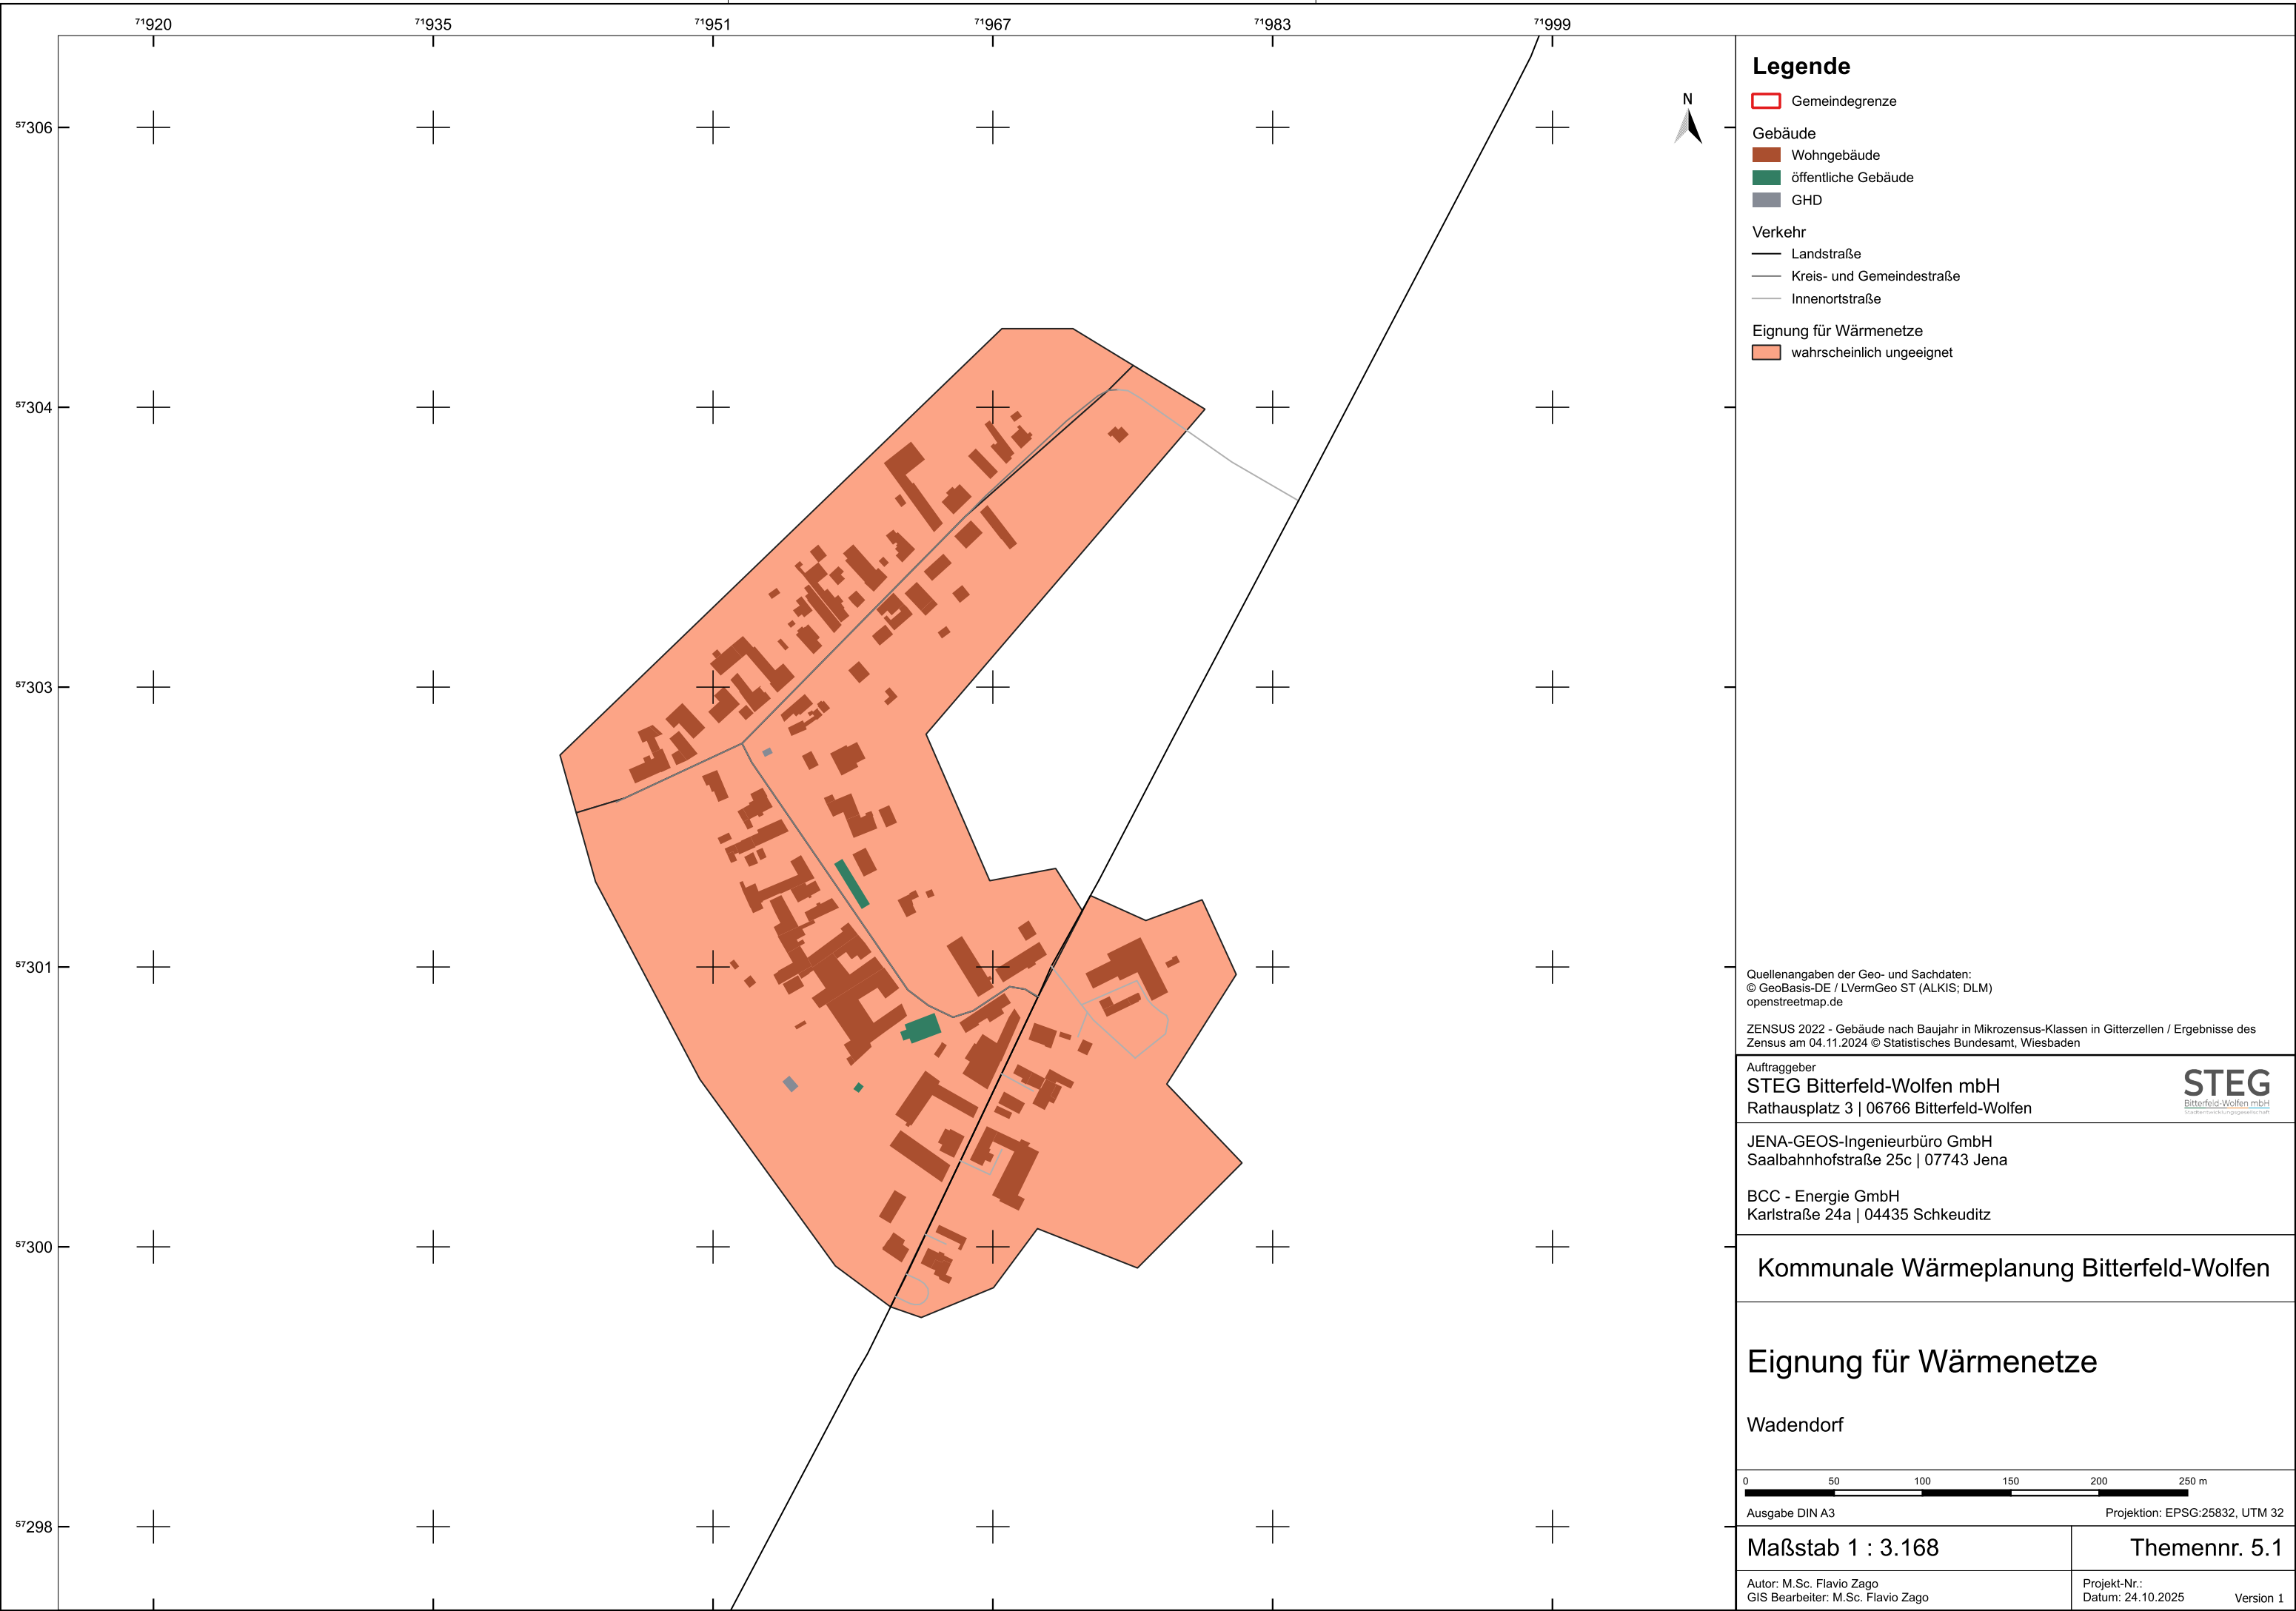 71920 71935 71951 71967 71983 71999
57306
57304
57303
57301
57300
57298
N
Legende
Gemeindegrenze
Gebäude
Wohngebäude
öffentliche Gebäude
GHD
Verkehr
Landstraße
Kreis- und Gemeindestraße
Innenortstraße
Eignung für Wärmenetze
wahrscheinlich ungeeignet
Quellenangaben der Geo- und Sachdaten:
© GeoBasis-DE / LVermGeo ST (ALKIS; DLM)
openstreetmap.de
ZENSUS 2022 - Gebäude nach Baujahr in Mikrozensus-Klassen in Gitterzellen / Ergebnisse des
Zensus am 04.11.2024 © Statistisches Bundesamt, Wiesbaden
Auftraggeber
STEG Bitterfeld-Wolfen mbH
Rathausplatz 3 | 06766 Bitterfeld-Wolfen
STEG
Bitterfeld-Wolfen mbH
Stadtentwicklungsgesellschaft
JENA-GEOS-Ingenieurbüro GmbH
Saalbahnhofstraße 25c | 07743 Jena
BCC - Energie GmbH
Karlstraße 24a | 04435 Schkeuditz
Kommunale Wärmeplanung Bitterfeld-Wolfen
Eignung für Wärmenetze
Wadendorf
0 50 100 150 200 250 m
Ausgabe DIN A3 Projektion: EPSG:25832, UTM 32
Maßstab 1 : 3.168 Themennr. 5.1
Autor: M.Sc. Flavio Zago
GIS Bearbeiter: M.Sc. Flavio Zago
Projekt-Nr.:
Datum: 24.10.2025 Version 1